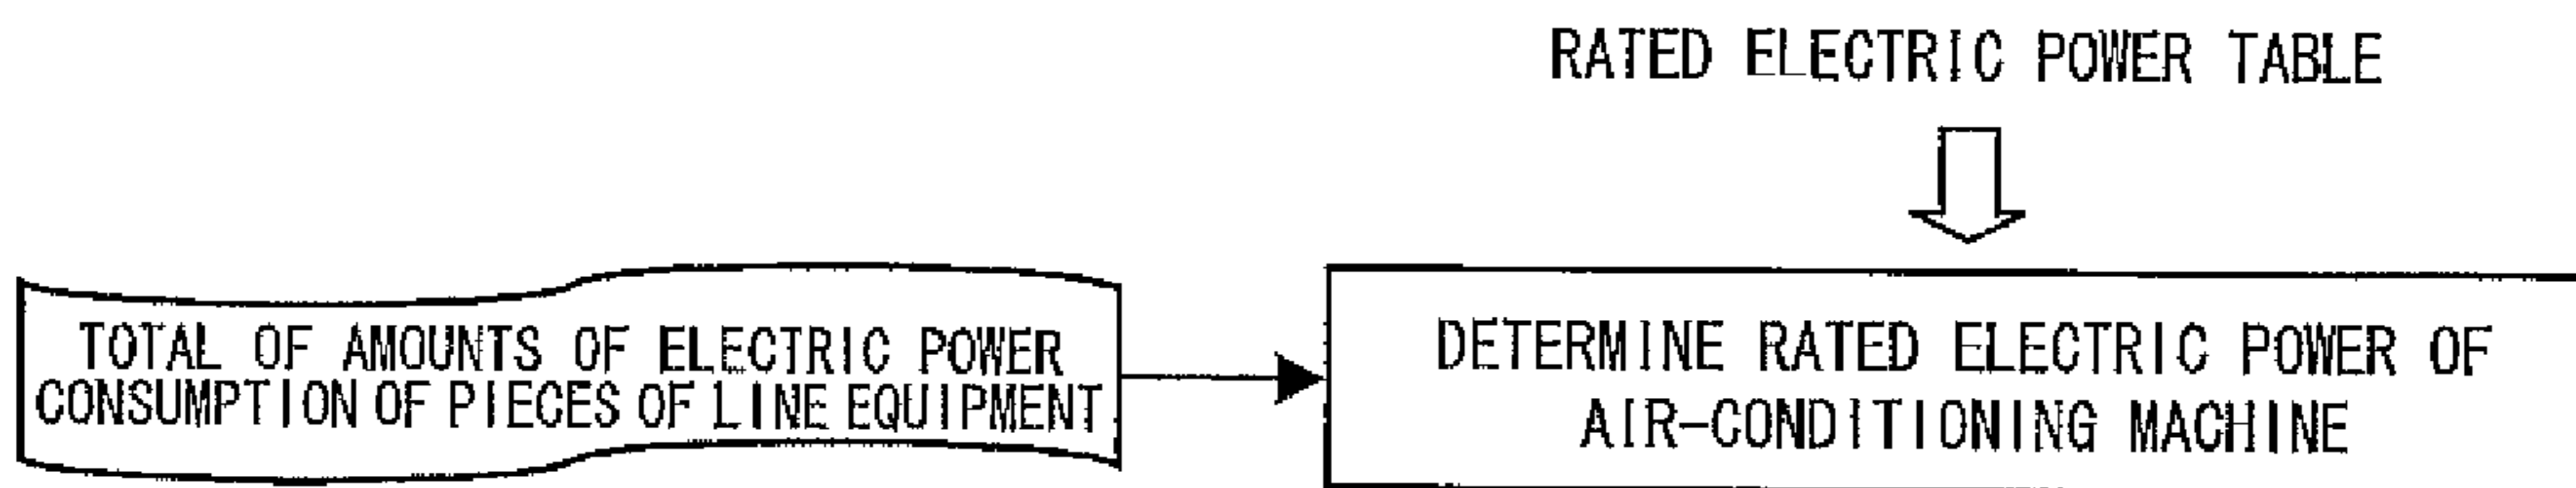 RATED ELECTRIC POWER TABLE
TOTAL OF AMOUNTS OF ELECTRIC POWER
CONSUMPTION OF PIECES OF LINE EQUIPMENT
DETERMINE RATED ELECTRIC POWER OF
AIR-CONDITIONING MACHINE